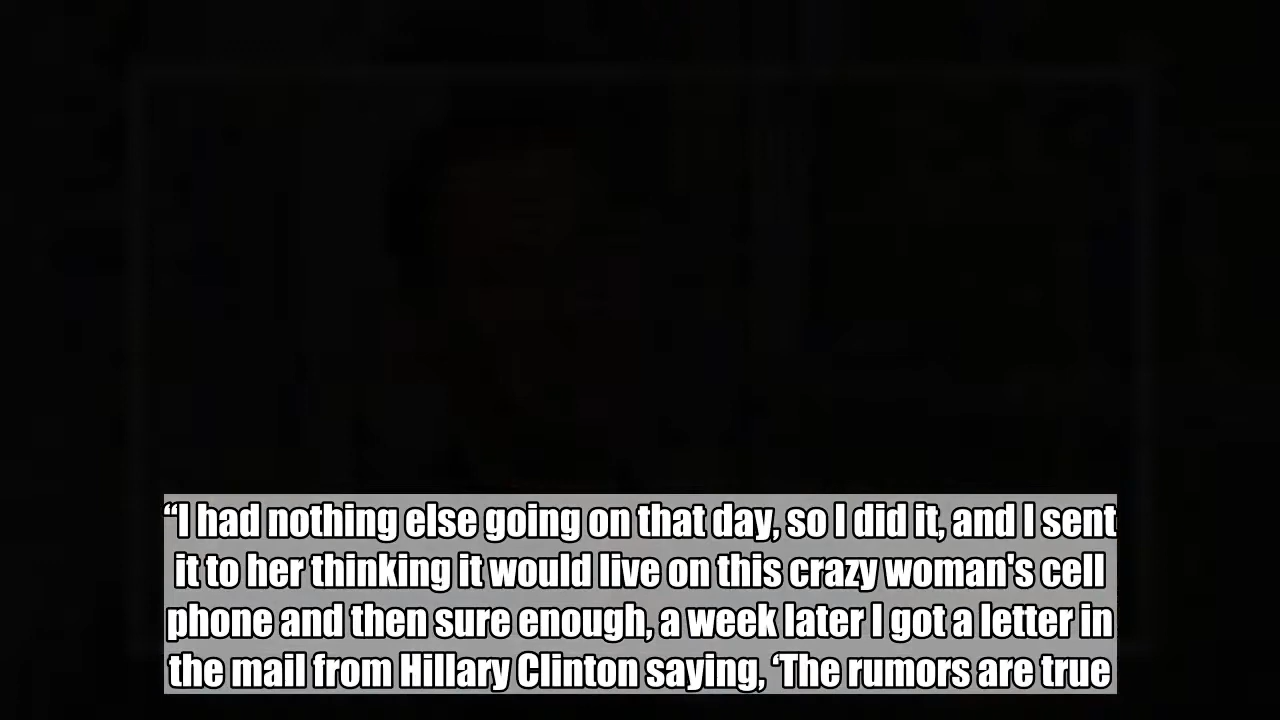 “I had nothing else going on that day, so I did it, and I sent
it to her thinking it would live on this crazy woman's cell
phone and then sure enough, a week later I got a letter in
the mail from Hillary Clinton saying, ‘The rumors are true